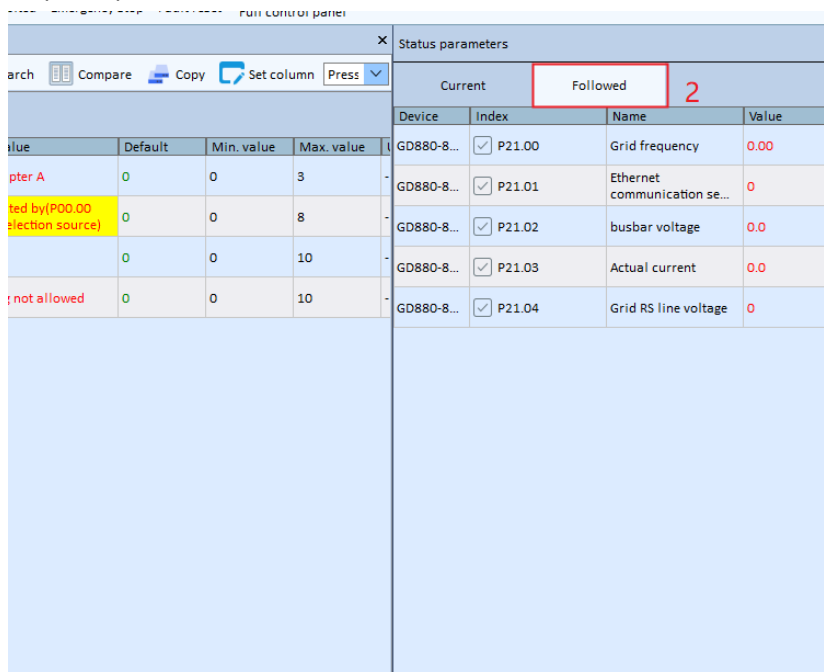 Full control panel
× Status parameters
arch Compare Copy Set column Press
Current Followed 2
Device Index Name Value
alue Default Min. value Max. value
GD880-8... P21.00 Grid frequency 0.00
pter A 0 0 3 -
GD880-8... P21.01 Ethernet communication se... 0
ted by(P00.00
election source) 0 0 8 -
GD880-8... P21.02 busbar voltage 0.0
0 0 10 -
GD880-8... P21.03 Actual current 0.0
not allowed 0 0 10 -
GD880-8... P21.04 Grid RS line voltage 0